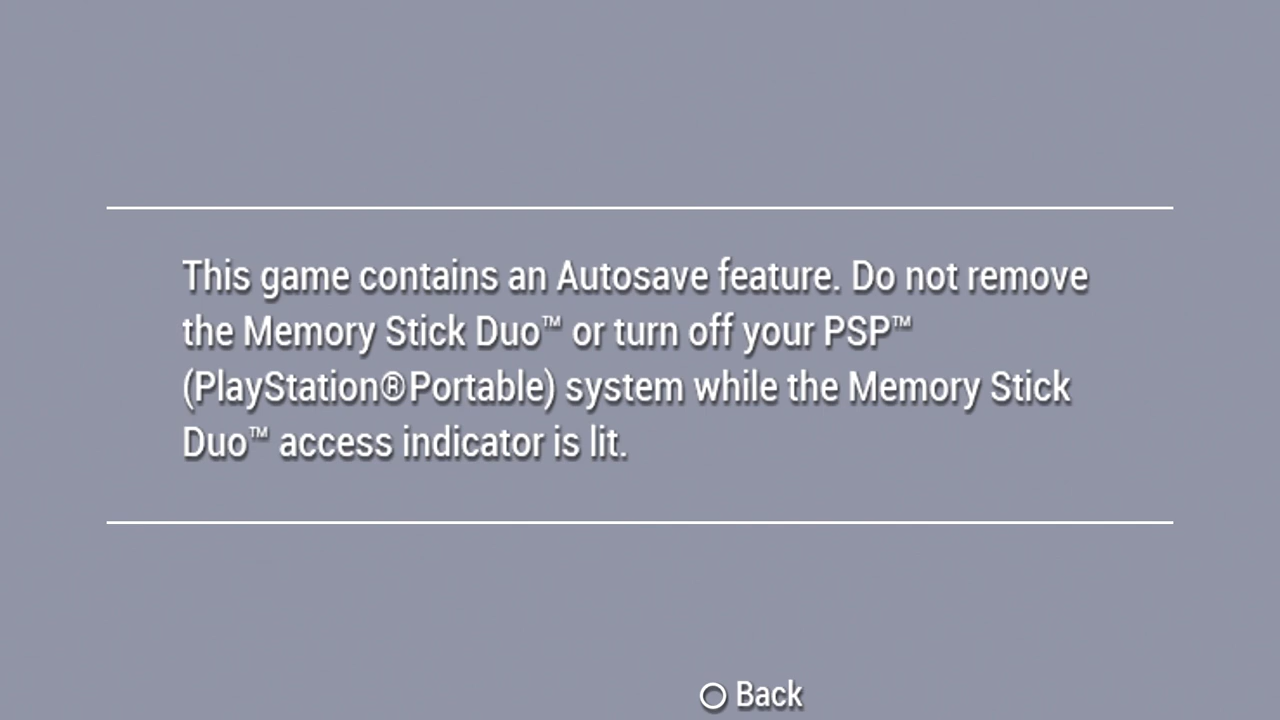 This game contains an Autosave feature. Do not remove
the Memory Stick Duo™ or turn off your PSP™
(PlayStation®Portable) system while the Memory Stick
Duo™ access indicator is lit.
Back